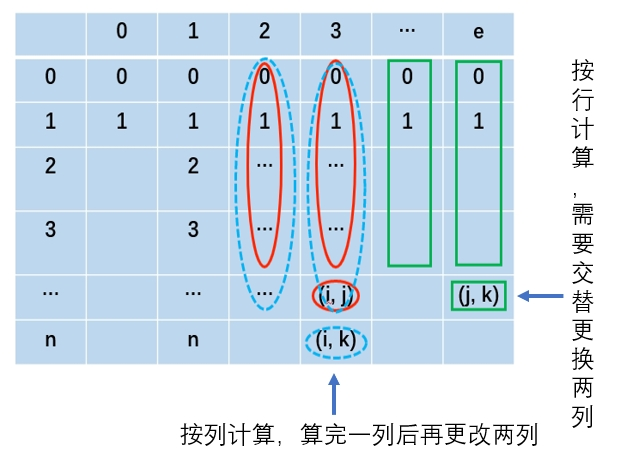 0 1 2 3 … e
0 0 0 0 0 0 0
1 1 1 1 1 1 1
2 2 … …
3 3 … …
… … … (i, j) (j, k)
n n (i, k)
按行计算，需要交替更换两列
按列计算，算完一列后再更改两列